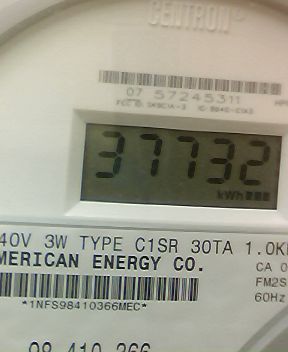 CENTRON®
07 57245311
37732
kWh
40V 3W TYPE C1SR 30TA 1.0K
MERICAN ENERGY CO.
CA 0
FM2S
60Hz
*1NFS98410366MEC*
98 410 366